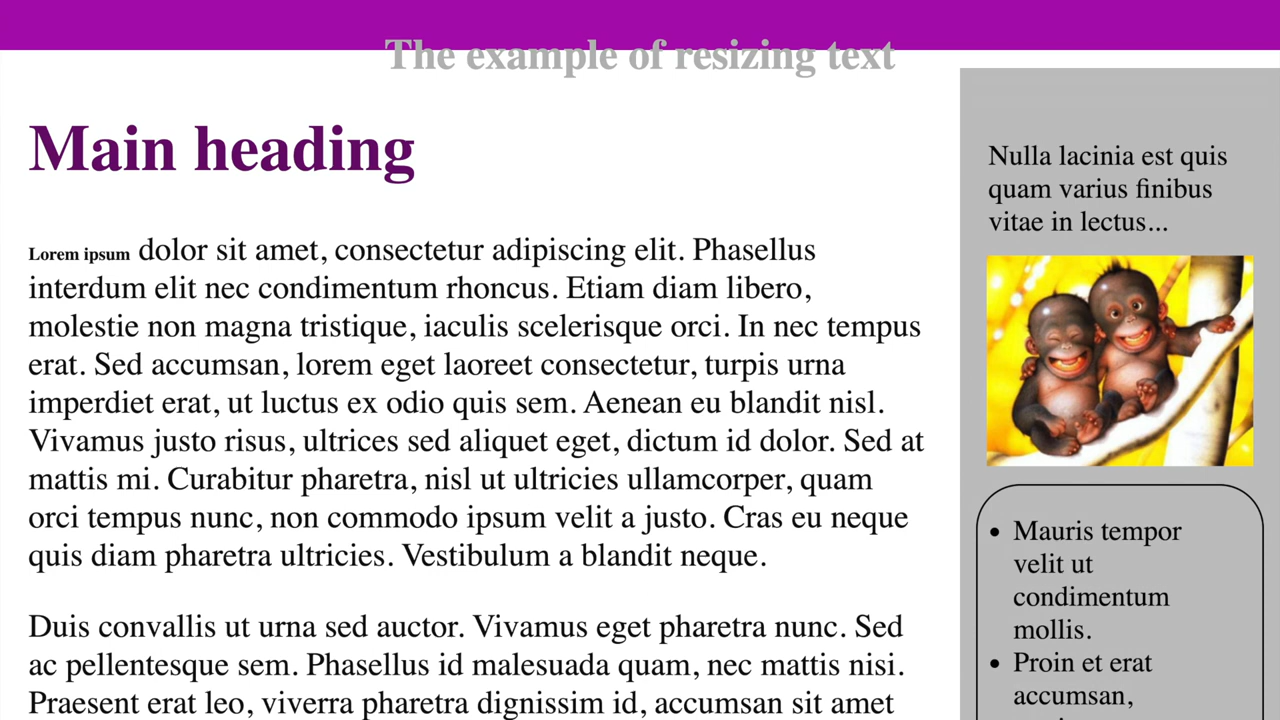 The example of resizing text
Main heading
Lorem ipsum dolor sit amet, consectetur adipiscing elit. Phasellus
interdum elit nec condimentum rhoncus. Etiam diam libero,
molestie non magna tristique, iaculis scelerisque orci. In nec tempus
erat. Sed accumsan, lorem eget laoreet consectetur, turpis urna
imperdiet erat, ut luctus ex odio quis sem. Aenean eu blandit nisl.
Vivamus justo risus, ultrices sed aliquet eget, dictum id dolor. Sed at
mattis mi. Curabitur pharetra, nisl ut ultricies ullamcorper, quam
orci tempus nunc, non commodo ipsum velit a justo. Cras eu neque
quis diam pharetra ultricies. Vestibulum a blandit neque.
Duis convallis ut urna sed auctor. Vivamus eget pharetra nunc. Sed
ac pellentesque sem. Phasellus id malesuada quam, nec mattis nisi.
Praesent erat leo, viverra pharetra dignissim id, accumsan sit amet
Nulla lacinia est quis
quam varius finibus
vitae in lectus...
• Mauris tempor
velit ut
condimentum
mollis.
• Proin et erat
accumsan,